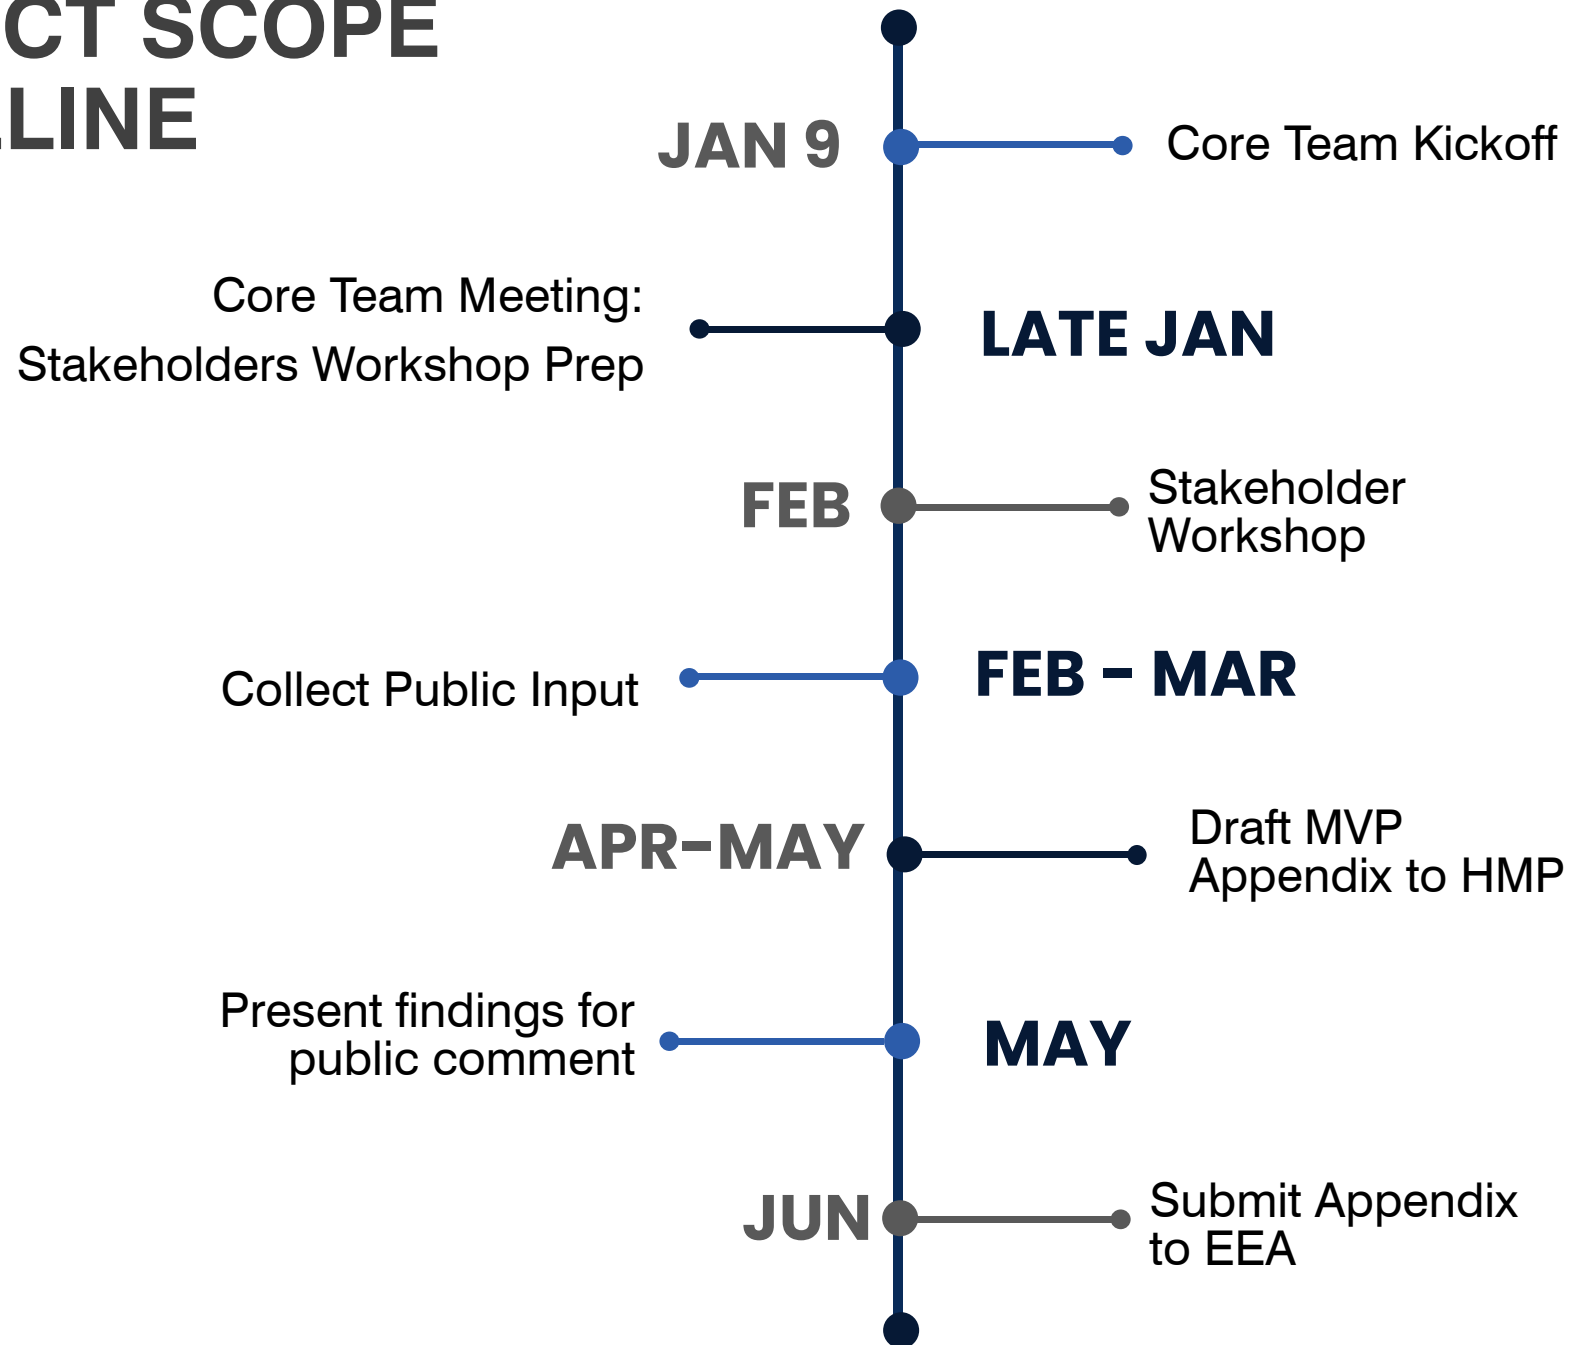 CT SCOPE
LINE
JAN 9
Core Team Kickoff
Core Team Meeting:
Stakeholders Workshop Prep
LATE JAN
FEB
Stakeholder
Workshop
Collect Public Input
FEB - MAR
APR-MAY
Draft MVP
Appendix to HMP
Present findings for
public comment
MAY
JUN
Submit Appendix
to EEA